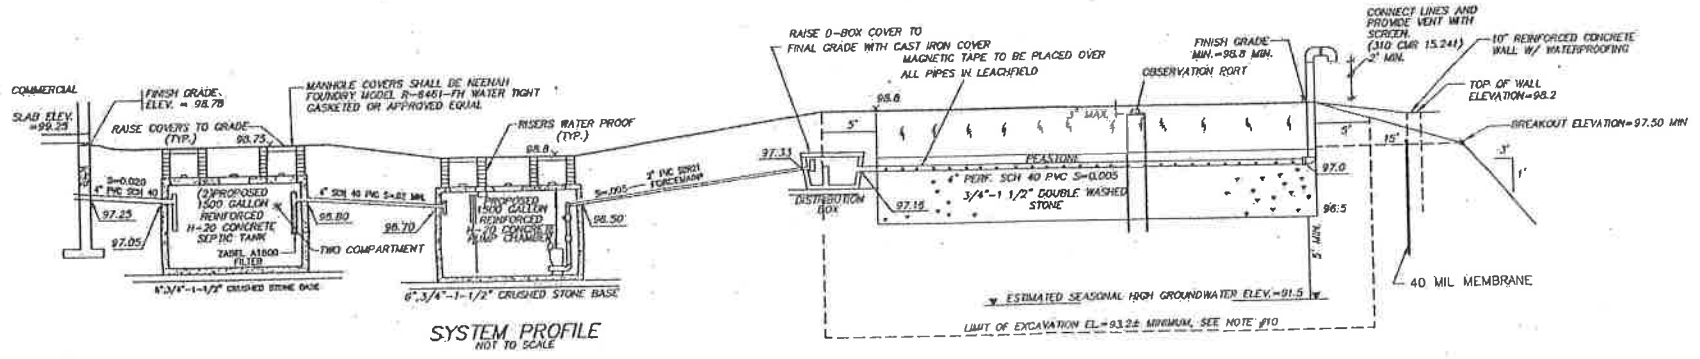 COMMERCIAL
SLAB ELEV.
=99.25
FINISH GRADE
ELEV. = 98.78
RAISE COVERS TO GRADE
(TYP.)
98.75
MANHOLE COVERS SHALL BE NEENAH
FOUNDRY MODEL R-6461-FH WATER TIGHT
GASKETED OR APPROVED EQUAL
RISERS WATER PROOF
(TYP.)
98.8
S=0.020
4" PVC SCH 40
97.25
97.05
(2)PROPOSED
1500 GALLON
REINFORCED
H-20 CONCRETE
SEPTIC TANK
ZABEL A1800
FILTER
TWO COMPARTMENT
6",3/4"-1-1/2" CRUSHED STONE BASE
4" SCH 40 PVC S=.02 MIN.
96.80
96.70
PROPOSED
1500 GALLON
REINFORCED
H-20 CONCRETE
PUMP CHAMBER
96.50
6",3/4"-1-1/2" CRUSHED STONE BASE
S=.005
2" PVC
FORCEMAIN
SYSTEM PROFILE
NOT TO SCALE
RAISE D-BOX COVER TO
FINAL GRADE WITH CAST IRON COVER
MAGNETIC TAPE TO BE PLACED OVER
ALL PIPES IN LEACHFIELD
98.8
5'
97.33
DISTRIBUTION
BOX
97.16
PEASTONE
4" PERF. SCH 40 PVC S=0.005
3/4"-1 1/2" DOUBLE WASHED
STONE
3' MAX.
OBSERVATION PORT
FINISH GRADE
MIN.=98.8 MIN.
CONNECT LINES AND
PROVIDE VENT WITH
SCREEN.
(310 CMR 15.241)
2' MIN.
10" REINFORCED CONCRETE
WALL W/ WATERPROOFING
TOP OF WALL
ELEVATION=98.2
BREAKOUT ELEVATION=97.50 MIN
5'
15'
3'
1'
97.0
96.5
5' MIN.
40 MIL MEMBRANE
ESTIMATED SEASONAL HIGH GROUNDWATER ELEV.=91.5
LIMIT OF EXCAVATION EL.=93.2± MINIMUM, SEE NOTE #10